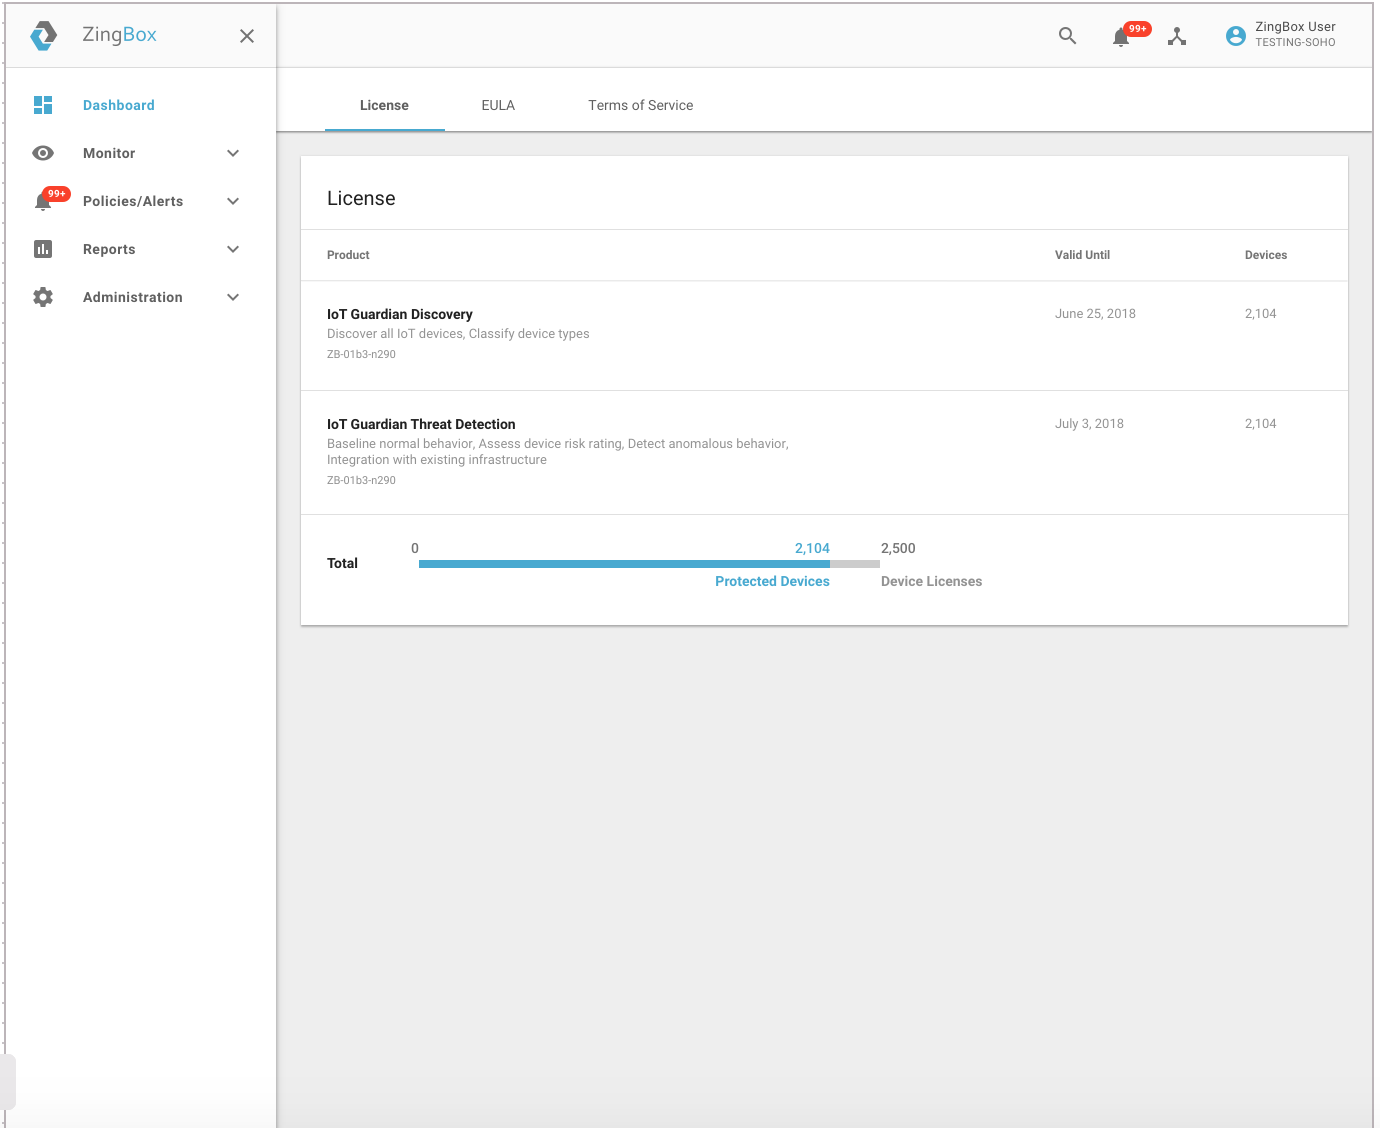 ZingBox
99+
ZingBox User
TESTING-SOHO
Dashboard
Monitor
99+
Policies/Alerts
Reports
Administration
License EULA Terms of Service
License
Product Valid Until Devices
IoT Guardian Discovery June 25, 2018 2,104
Discover all IoT devices, Classify device types
ZB-01b3-n290
IoT Guardian Threat Detection July 3, 2018 2,104
Baseline normal behavior, Assess device risk rating, Detect anomalous behavior,
Integration with existing infrastructure
ZB-01b3-n290
0 2,104 2,500
Total
Protected Devices Device Licenses